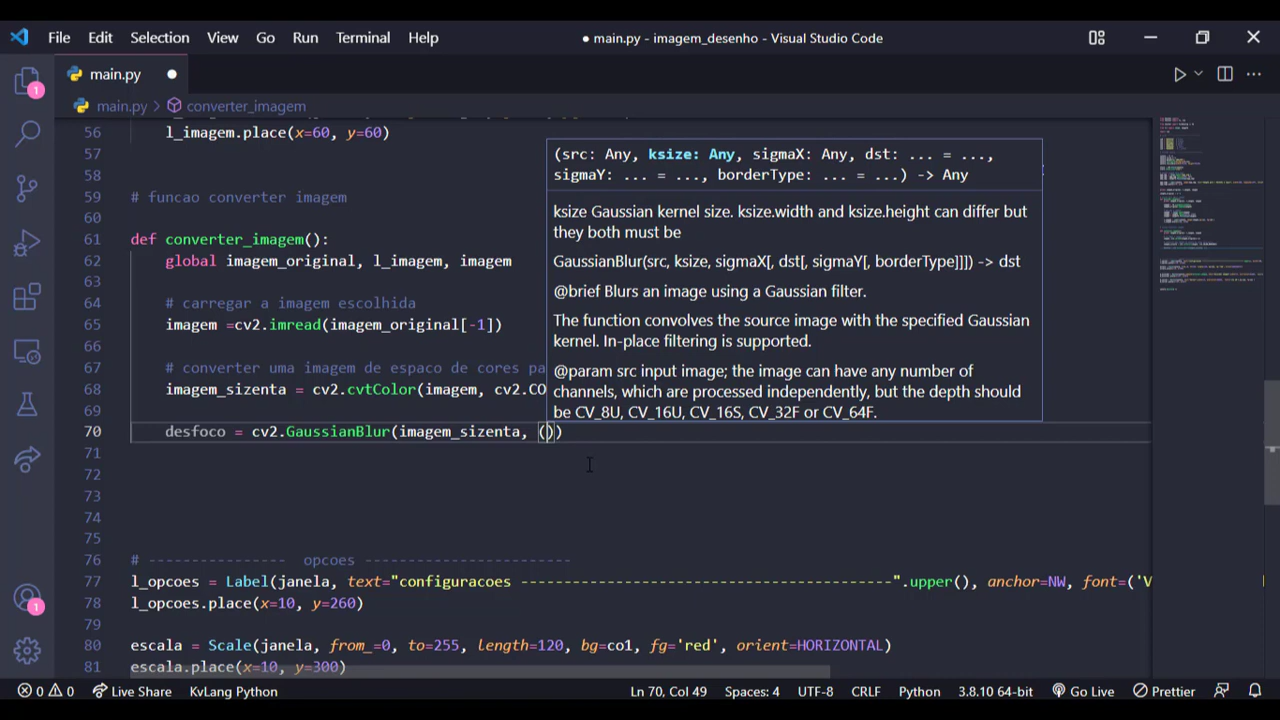 File Edit Selection View Go Run Terminal Help
● main.py - imagem_desenho - Visual Studio Code
main.py ●
main.py > converter_imagem
56 l_imagem.place(x=60, y=60)
57
58
59 # funcao converter imagem
60
61 def converter_imagem():
62 global imagem_original, l_imagem, imagem
63
64 # carregar a imagem escolhida
65 imagem =cv2.imread(imagem_original[-1])
66
67 # converter uma imagem de espaco de cores pa
68 imagem_sizenta = cv2.cvtColor(imagem, cv2.CO
69
70 desfoco = cv2.GaussianBlur(imagem_sizenta, ())
71
72
73
74
75
76 # ---------------- opcoes ------------------------
77 l_opcoes = Label(janela, text="configuracoes -------------------------------------------".upper(), anchor=NW, font=('V
78 l_opcoes.place(x=10, y=260)
79
80 escala = Scale(janela, from_=0, to=255, length=120, bg=co1, fg='red', orient=HORIZONTAL)
81 escala.place(x=10, y=300)
(src: Any, ksize: Any, sigmaX: Any, dst: ... = ...,
sigmaY: ... = ..., borderType: ... = ...) -> Any
ksize Gaussian kernel size. ksize.width and ksize.height can differ but
they both must be
GaussianBlur(src, ksize, sigmaX[, dst[, sigmaY[, borderType]]]) -> dst
@brief Blurs an image using a Gaussian filter.
The function convolves the source image with the specified Gaussian
kernel. In-place filtering is supported.
@param src input image; the image can have any number of
channels, which are processed independently, but the depth should
be CV_8U, CV_16U, CV_16S, CV_32F or CV_64F.
1
1
0 0 Live Share KvLang Python Ln 70, Col 49 Spaces: 4 UTF-8 CRLF Python 3.8.10 64-bit Go Live Prettier